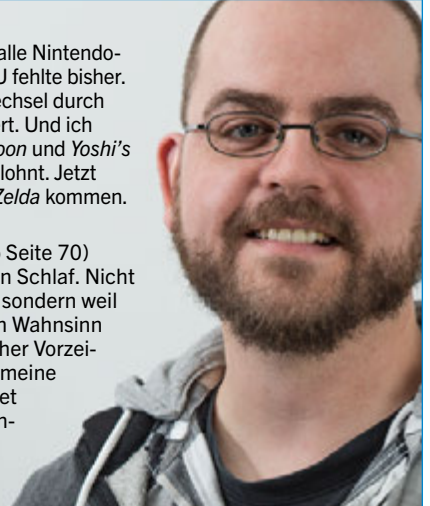 alle Nintendo-
U fehlte bisher.
echsel durch
rt. Und ich
oon und Yoshi's
lohnt. Jetzt
Zelda kommen.
Seite 70)
n Schlaf. Nicht
sondern weil
n Wahnsinn
her Vorzei-
meine
et
n-